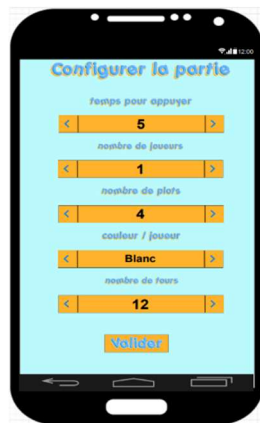 12:00
Configurer la partie
temps pour appuyer
< 5 >
nombre de joueurs
< 1 >
nombre de plots
< 4 >
couleur / joueur
< Blanc >
nombre de tours
< 12 >
Valider